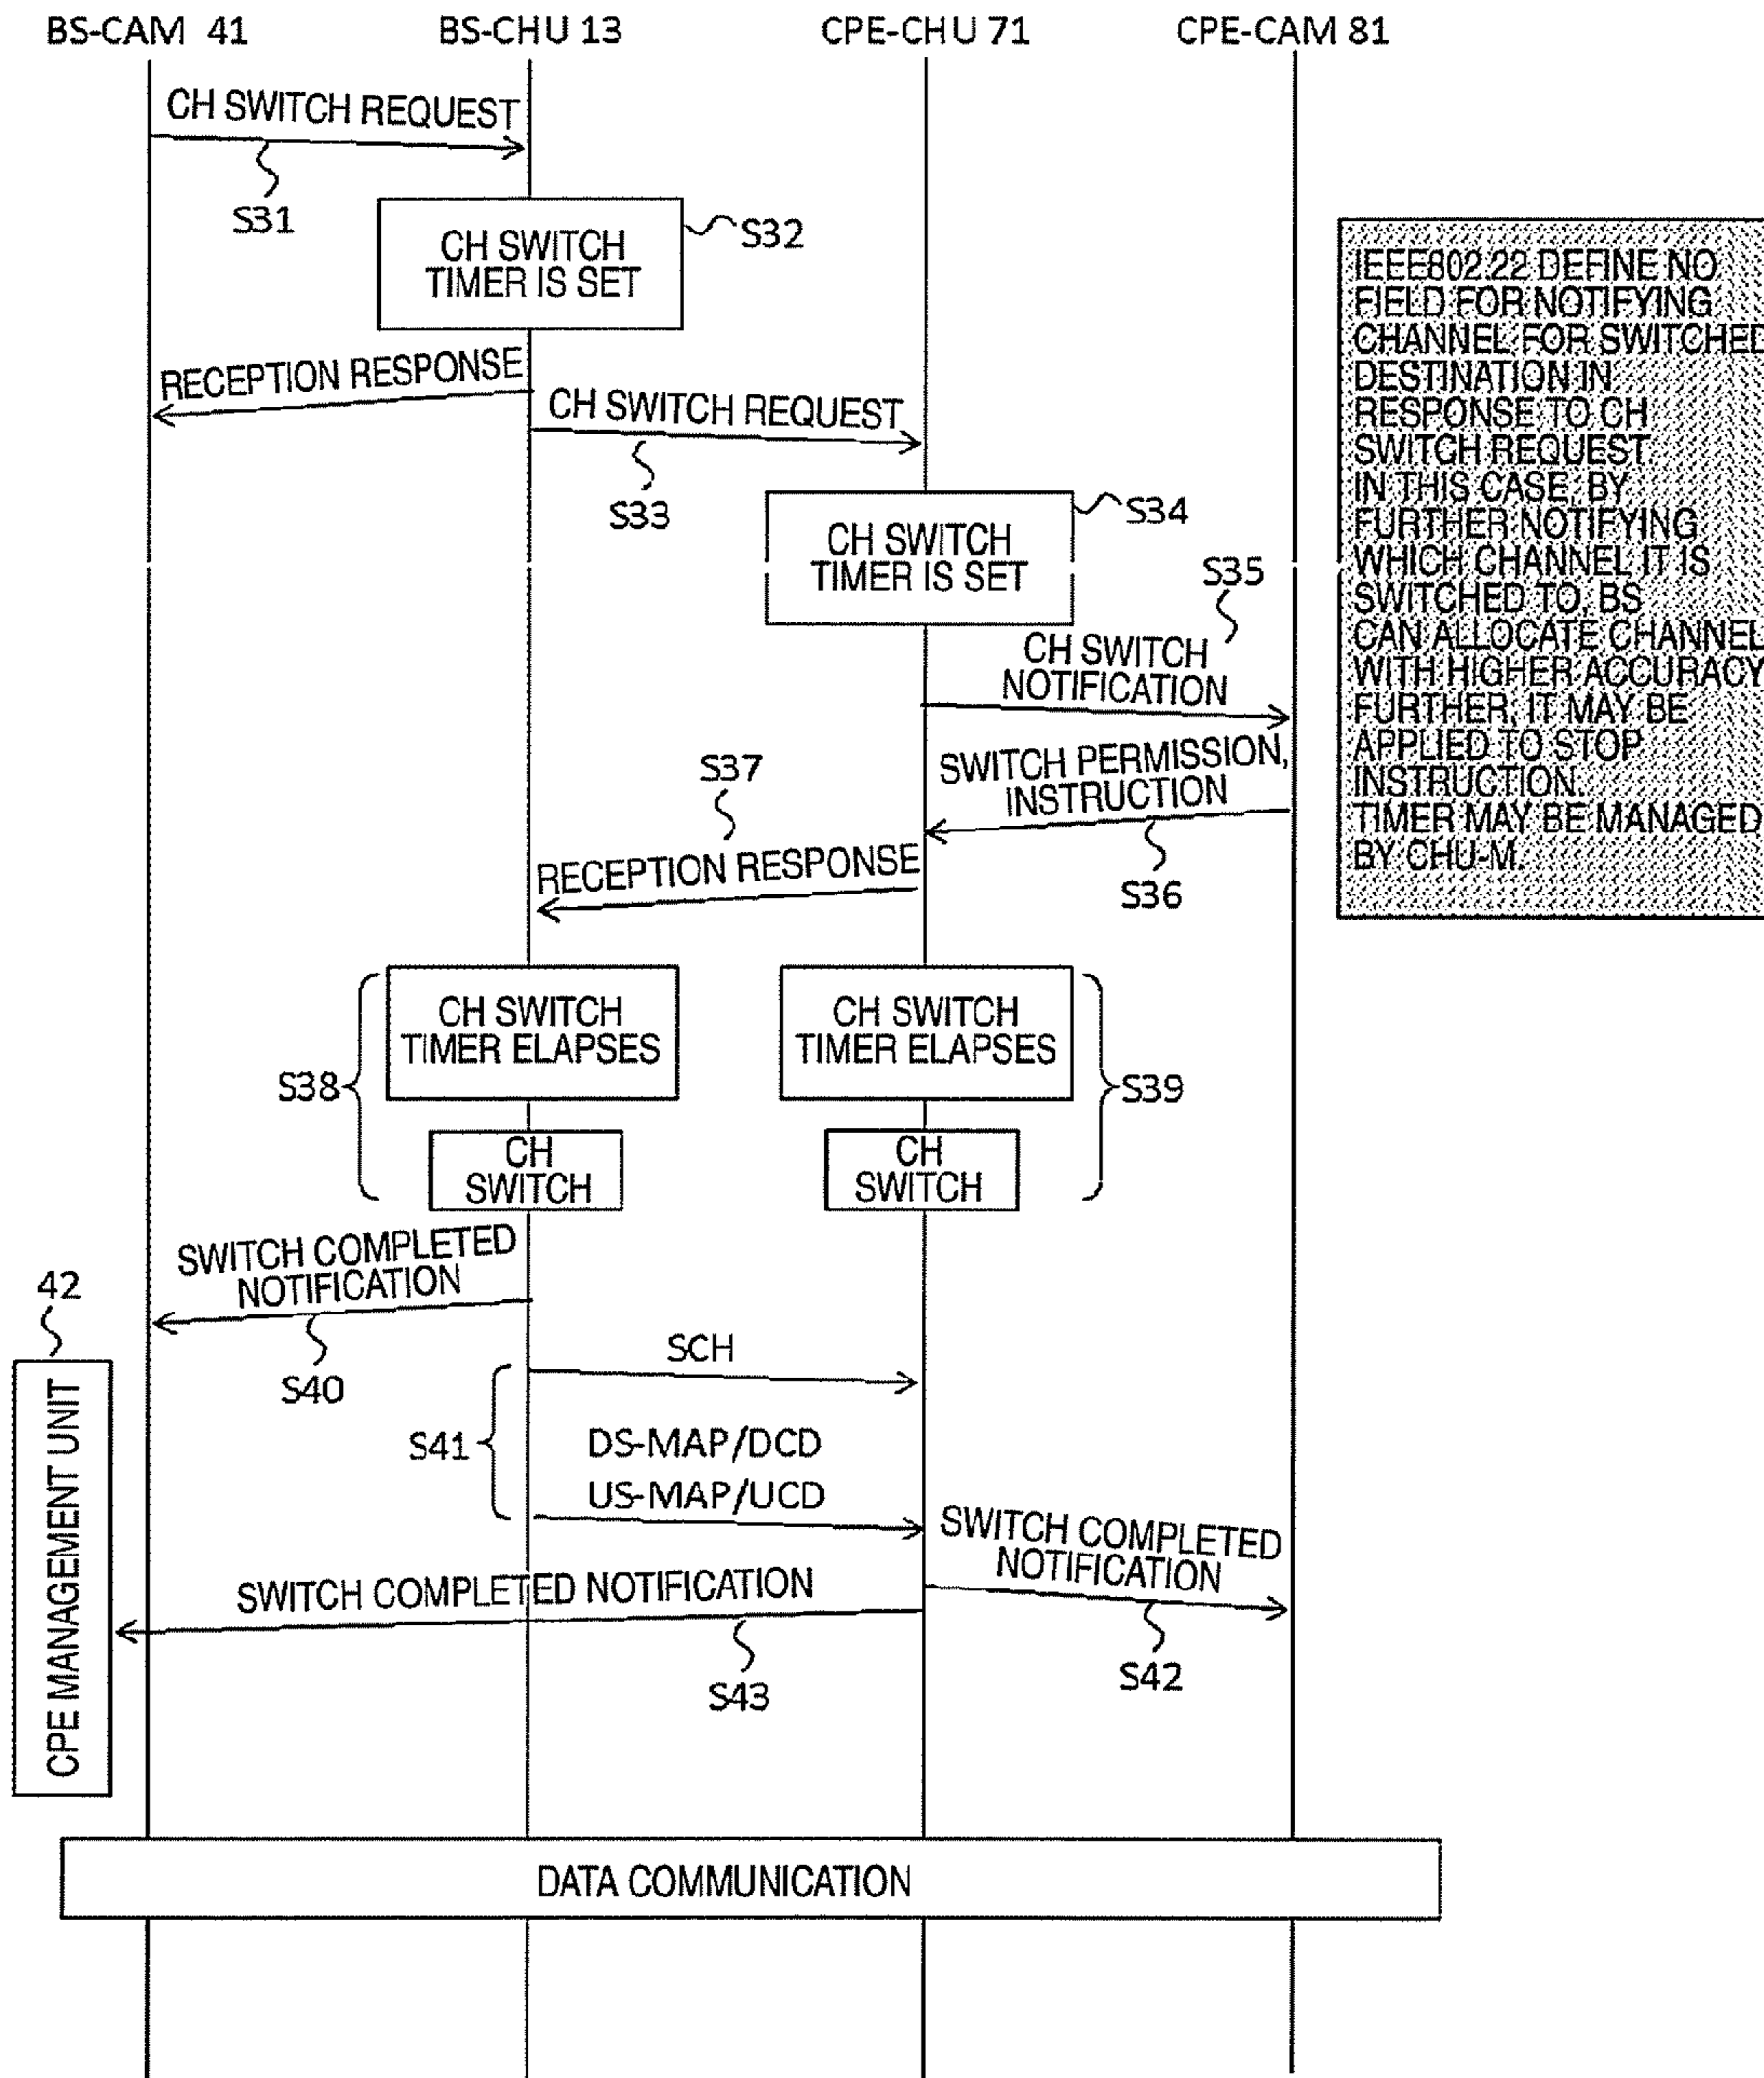 BS-CAM 41
BS-CHU 13
CPE-CHU 71
CPE-CAM 81
CH SWITCH REQUEST
S31
CH SWITCH
TIMER IS SET
S32
RECEPTION RESPONSE
CH SWITCH REQUEST
S33
CH SWITCH
TIMER IS SET
S34
S35
CH SWITCH
NOTIFICATION
SWITCH PERMISSION,
INSTRUCTION
S36
S37
RECEPTION RESPONSE
IEEE802.22 DEFINE NO
FIELD FOR NOTIFYING
CHANNEL FOR SWITCHED
DESTINATION IN
RESPONSE TO CH
SWITCH REQUEST
IN THIS CASE, BY
FURTHER NOTIFYING
WHICH CHANNEL IT IS
SWITCHED TO, BS
CAN ALLOCATE CHANNEL
WITH HIGHER ACCURACY
FURTHER, IT MAY BE
APPLIED TO STOP
INSTRUCTION.
TIMER MAY BE MANAGED
BY CHU-M.
CH SWITCH
TIMER ELAPSES
CH SWITCH
TIMER ELAPSES
S38
S39
CH
SWITCH
CH
SWITCH
SWITCH COMPLETED
NOTIFICATION
S40
42
CPE MANAGEMENT UNIT
SCH
S41
DS-MAP/DCD
US-MAP/UCD
SWITCH COMPLETED
NOTIFICATION
S42
SWITCH COMPLETED NOTIFICATION
S43
DATA COMMUNICATION